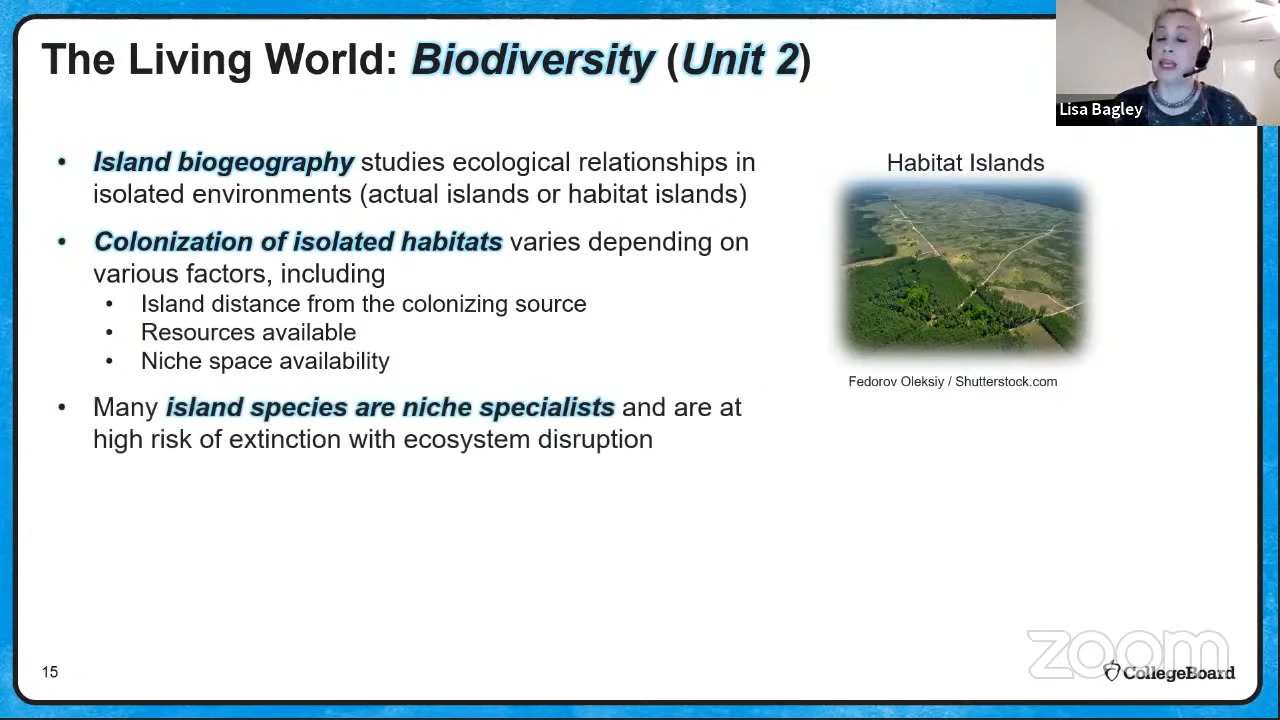 The Living World: Biodiversity (Unit 2)
Lisa Bagley
• Island biogeography studies ecological relationships in
isolated environments (actual islands or habitat islands)
• Colonization of isolated habitats varies depending on
various factors, including
• Island distance from the colonizing source
• Resources available
• Niche space availability
• Many island species are niche specialists and are at
high risk of extinction with ecosystem disruption
Habitat Islands
Fedorov Oleksiy / Shutterstock.com
15
zoom
CollegeBoard